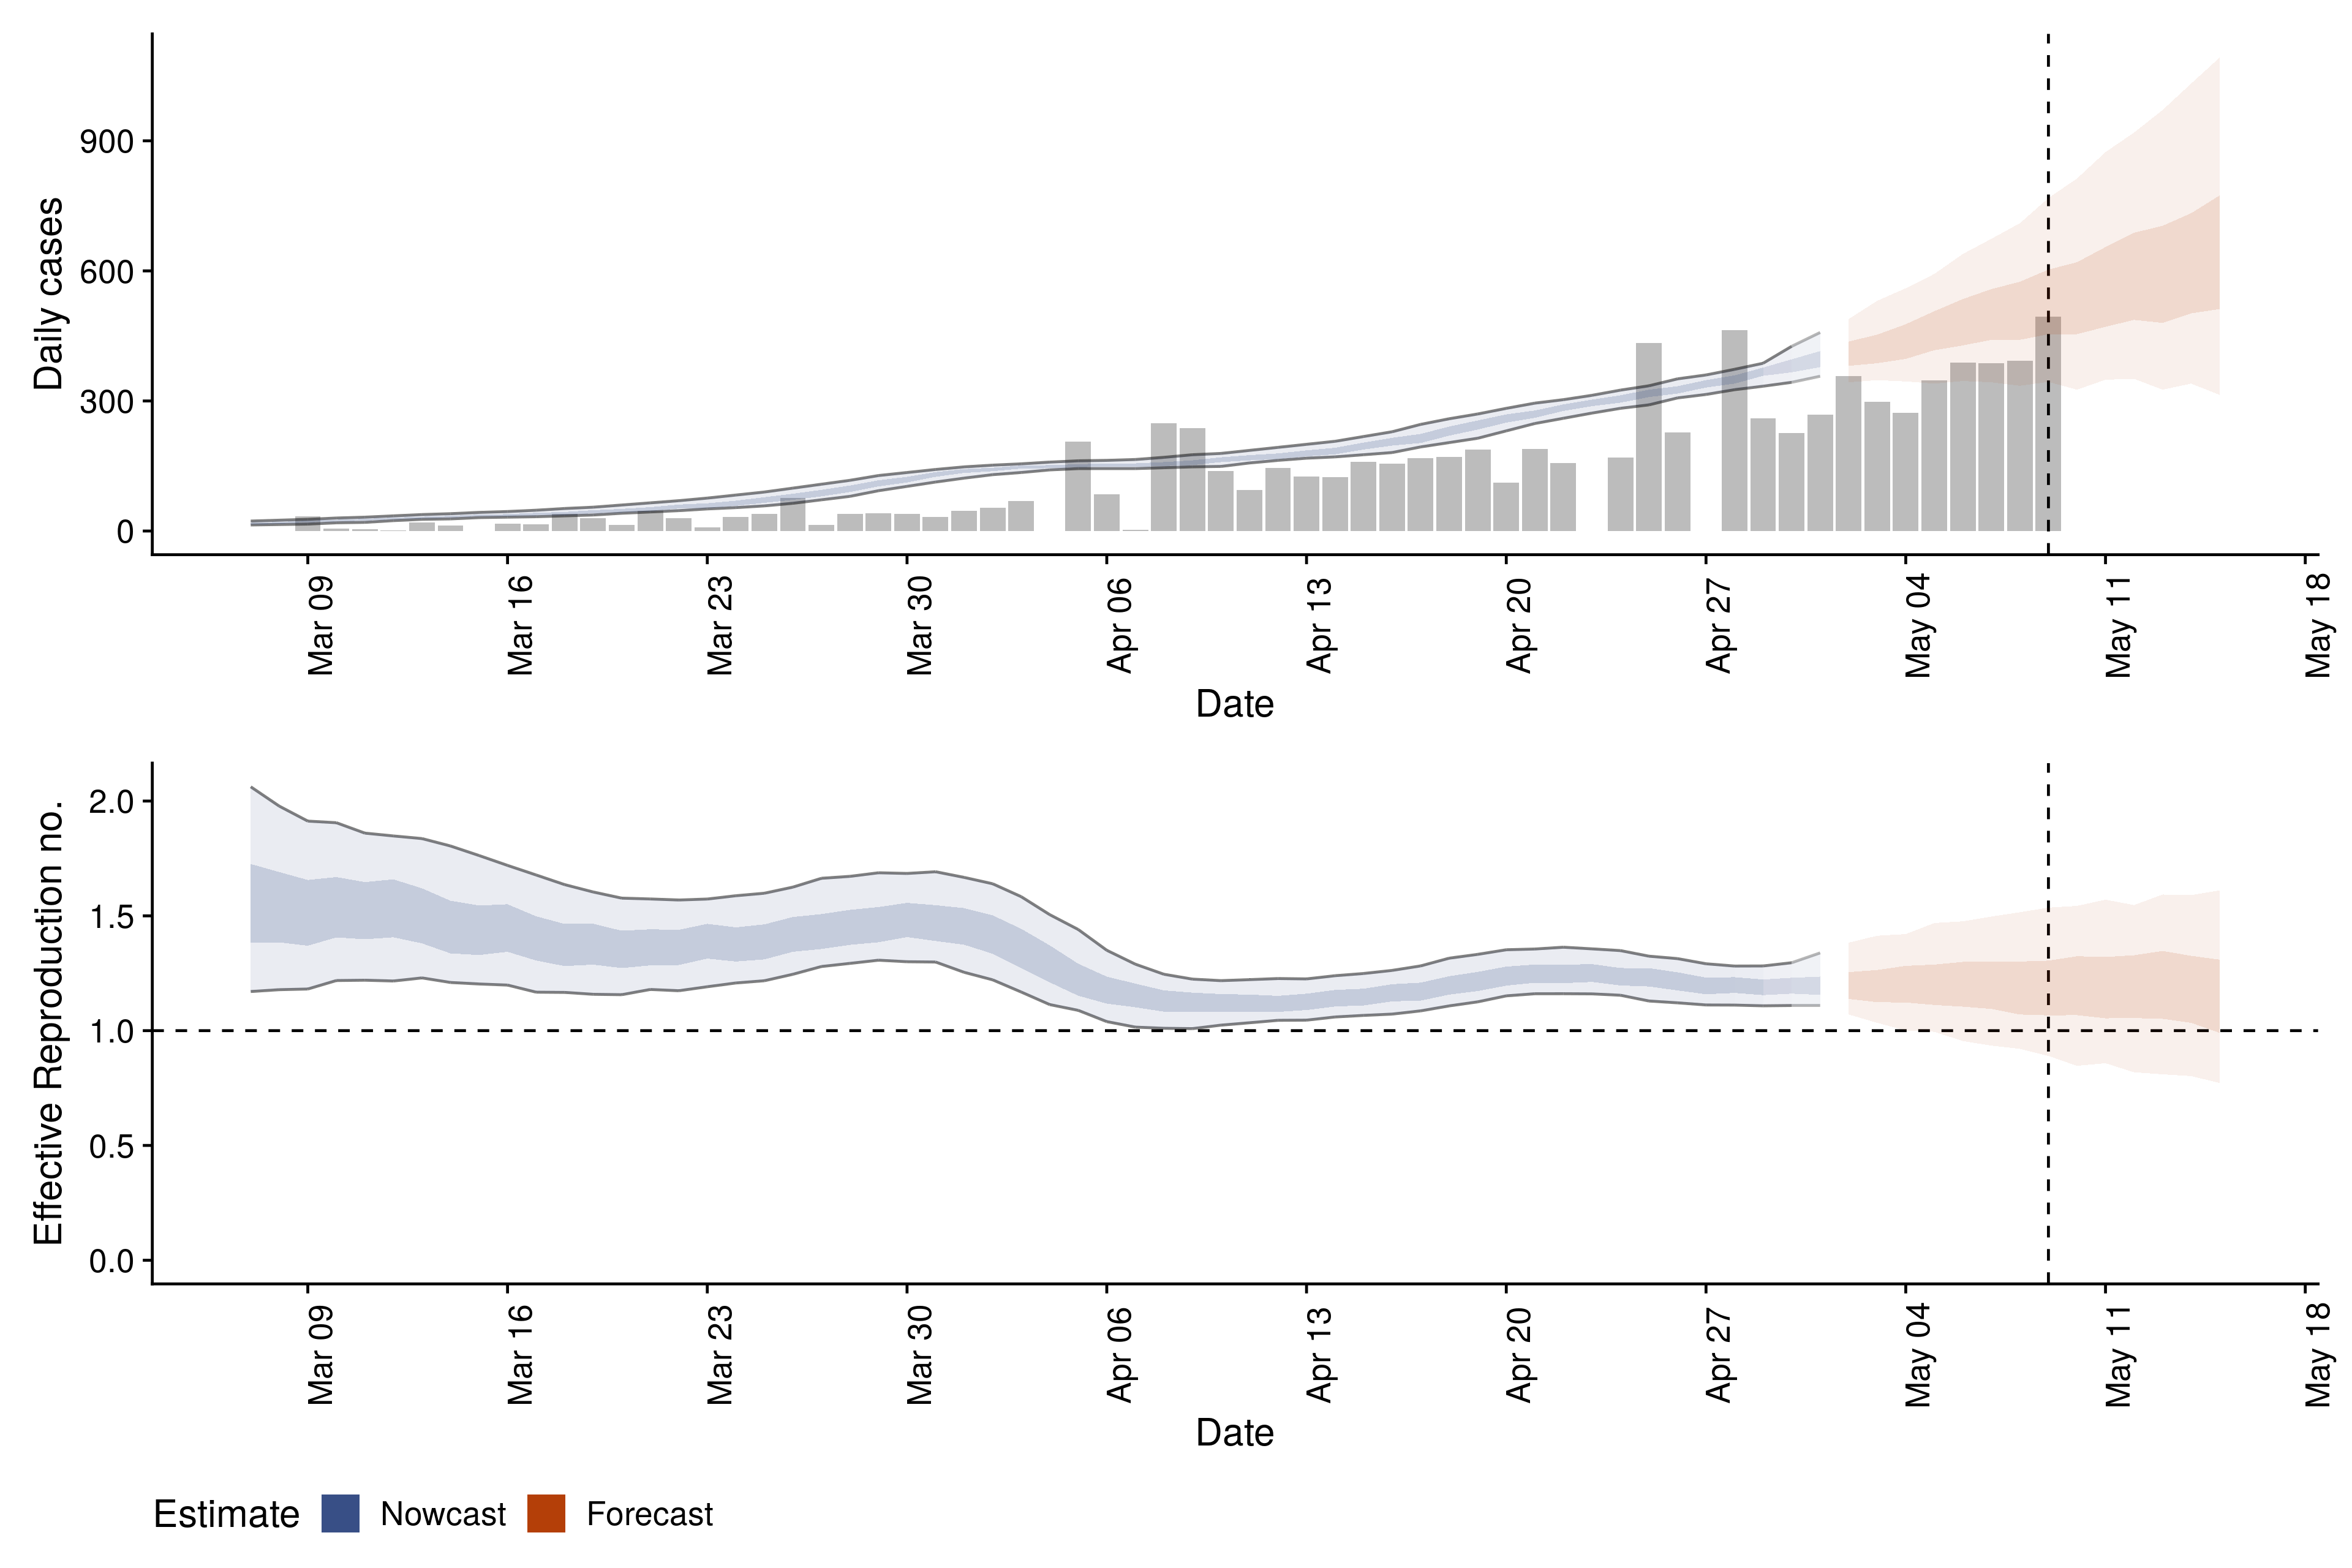 Daily cases
900
600
300
0
Mar 09
Mar 16
Mar 23
Mar 30
Apr 06
Apr 13
Apr 20
Apr 27
May 04
May 11
May 18
Date
Effective Reproduction no.
2.0
1.5
1.0
0.5
0.0
Mar 09
Mar 16
Mar 23
Mar 30
Apr 06
Apr 13
Apr 20
Apr 27
May 04
May 11
May 18
Date
Estimate Nowcast Forecast